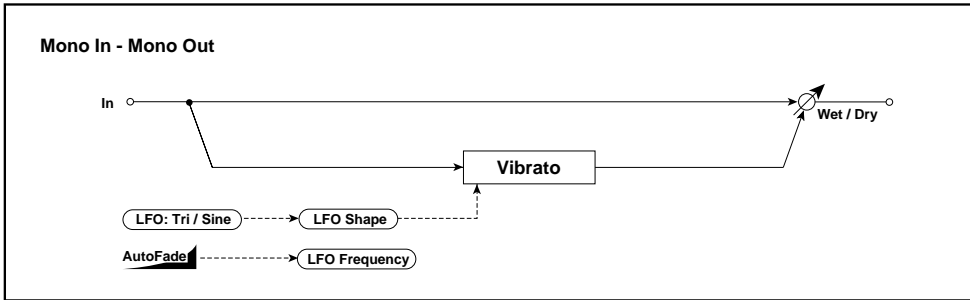 Mono In - Mono Out
In
Wet / Dry
Vibrato
LFO: Tri / Sine
LFO Shape
AutoFade
LFO Frequency